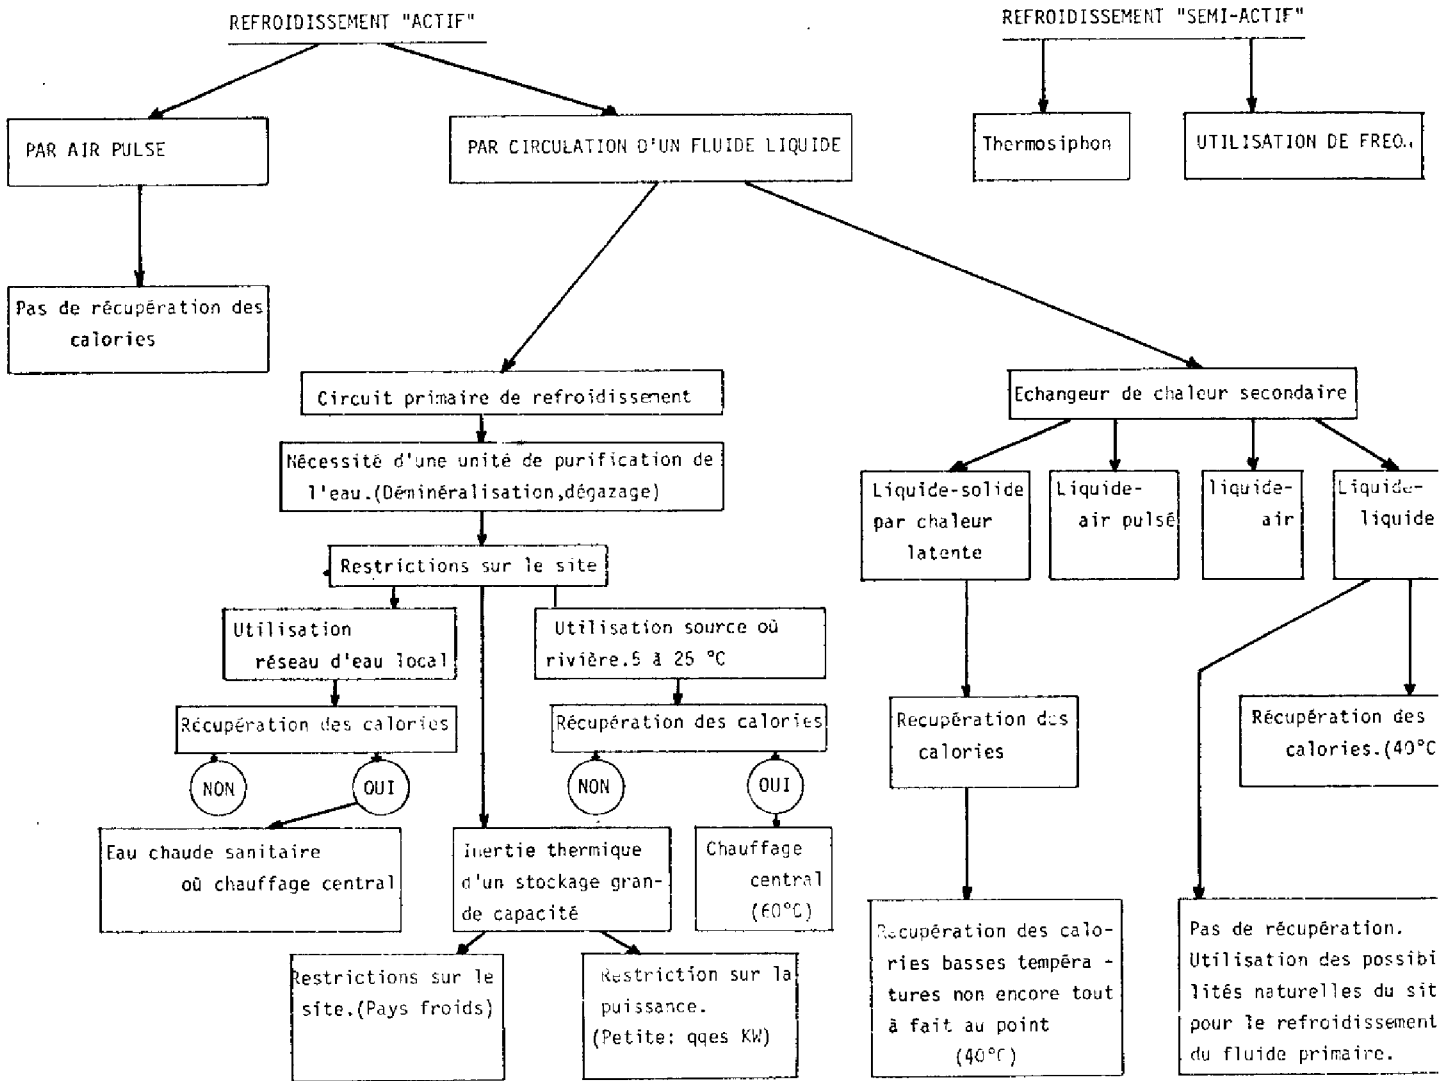 REFROIDISSEMENT "ACTIF"
REFROIDISSEMENT "SEMI-ACTIF"
PAR AIR PULSE
PAR CIRCULATION D'UN FLUIDE LIQUIDE
Thermosiphon
UTILISATION DE FREO
Pas de récupération des
calories
Circuit primaire de refroidissement
Echangeur de chaleur secondaire
Nécessité d'une unité de purification de
l'eau.(Déminéralisation,dégazage)
Liquide-solide
par chaleur
latente
Liquide-
air pulsé
liquide-
air
Liquide-
liquide
Restrictions sur le site
Utilisation
réseau d'eau local
Utilisation source où
rivière.5 à 25 °C
Récupération des calories
Récupération des calories
Recupération des
calories
Récupération des
calories.(40°C
NON
OUI
NON
OUI
Eau chaude sanitaire
où chauffage central
Inertie thermique
d'un stockage gran-
de capacité
Chauffage
central
(60°C)
Recupération des calo-
ries basses tempéra -
tures non encore tout
à fait au point
(40°C)
Pas de récupération.
Utilisation des possibi
lités naturelles du sit
pour le refroidissement
du fluide primaire.
Restrictions sur le
site.(Pays froids)
Restriction sur la
puissance.
(Petite: qqes KW)